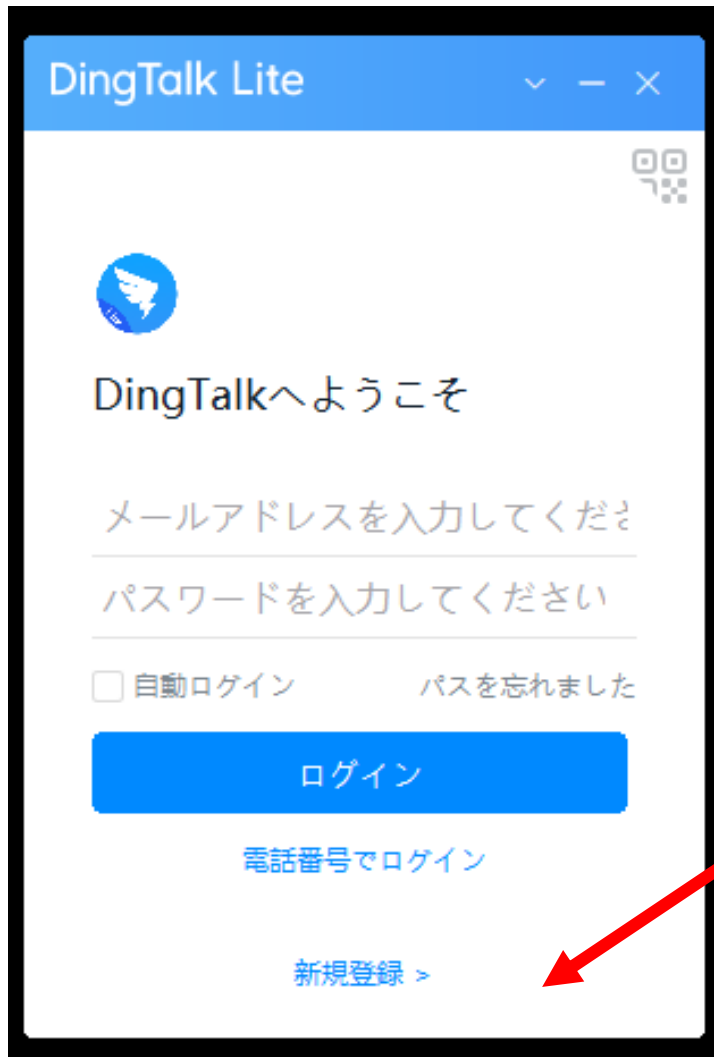 DingTalk Lite
DingTalkへようこそ
メールアドレスを入力してくださ
パスワードを入力してください
自動ログイン パスを忘れました
ログイン
電話番号でログイン
新規登録 >